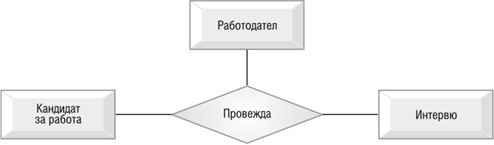 Работодател
Кандидат
за работа
Провежда
Интервю